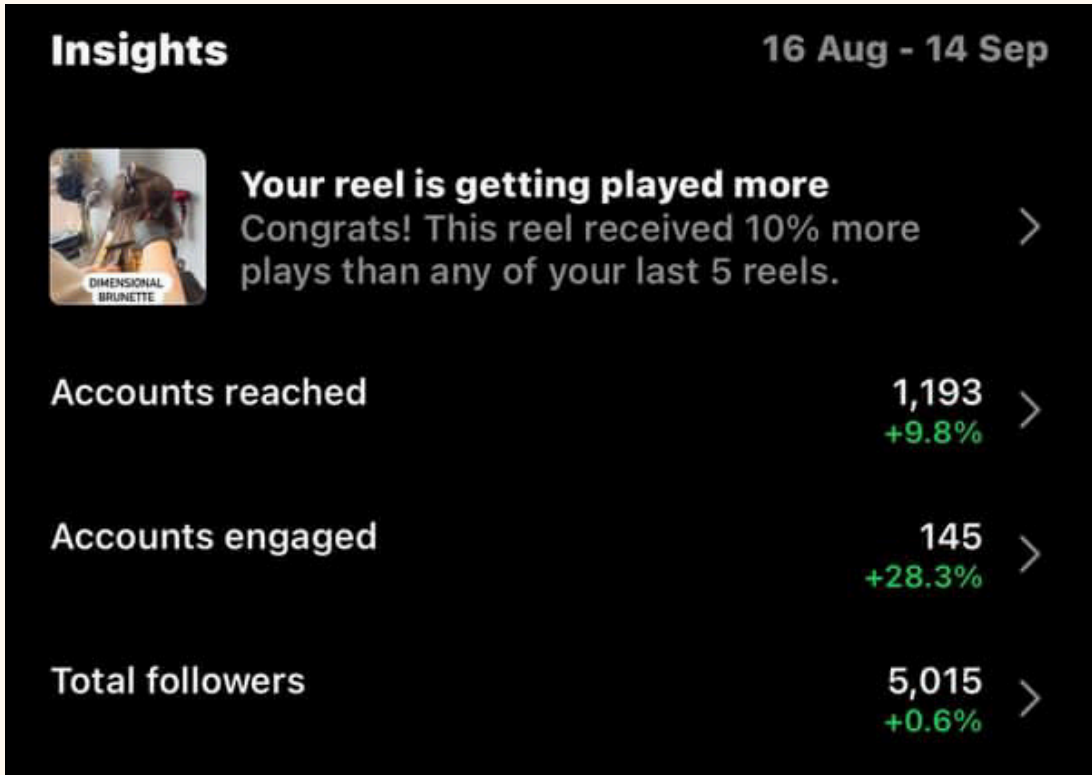 Insights
16 Aug - 14 Sep
Your reel is getting played more
Congrats! This reel received 10% more
plays than any of your last 5 reels.
DIMENSIONAL
BRUNETTE
Accounts reached
1,193
+9.8%
Accounts engaged
145
+28.3%
Total followers
5,015
+0.6%